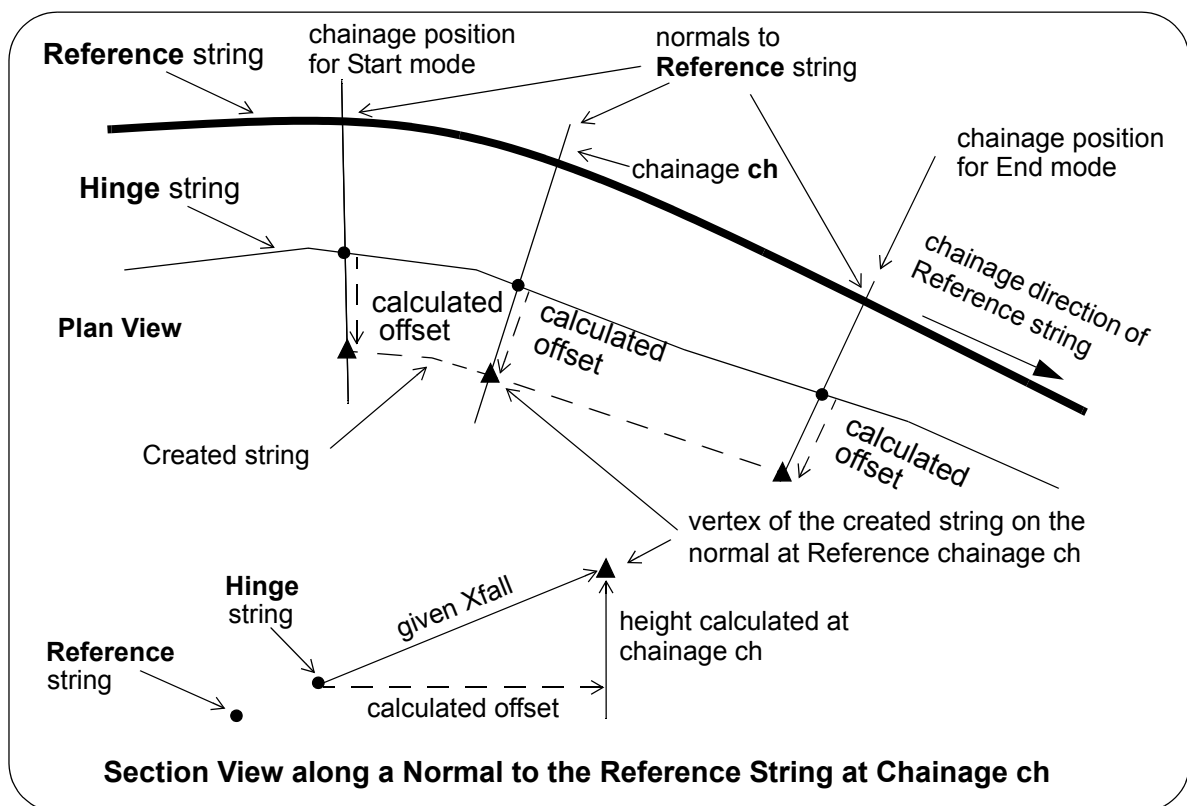 Reference string
chainage position
for Start mode
normals to
Reference string
chainage position
for End mode
chainage ch
Hinge string
chainage direction of
Reference string
Plan View
calculated
offset
calculated
offset
calculated
offset
Created string
vertex of the created string on the
normal at Reference chainage ch
Hinge
string
given Xfall
height calculated at
chainage ch
Reference
string
calculated offset
Section View along a Normal to the Reference String at Chainage ch